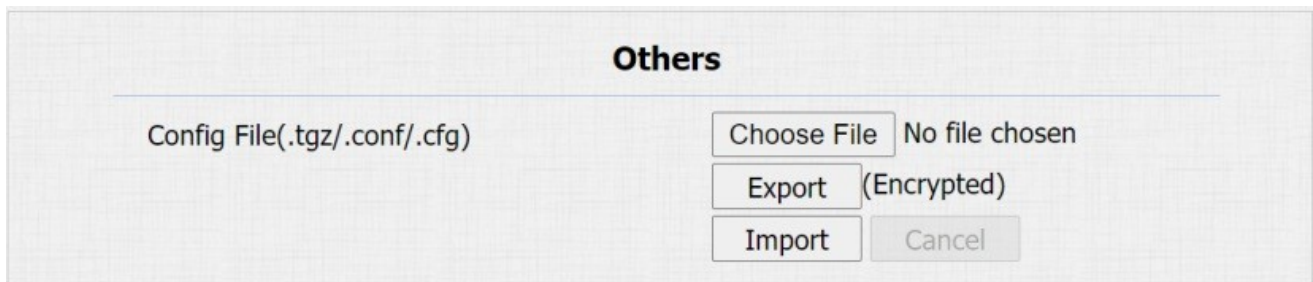 Others
Config File(.tgz/.conf/.cfg) Choose File No file chosen
Export (Encrypted)
Import Cancel